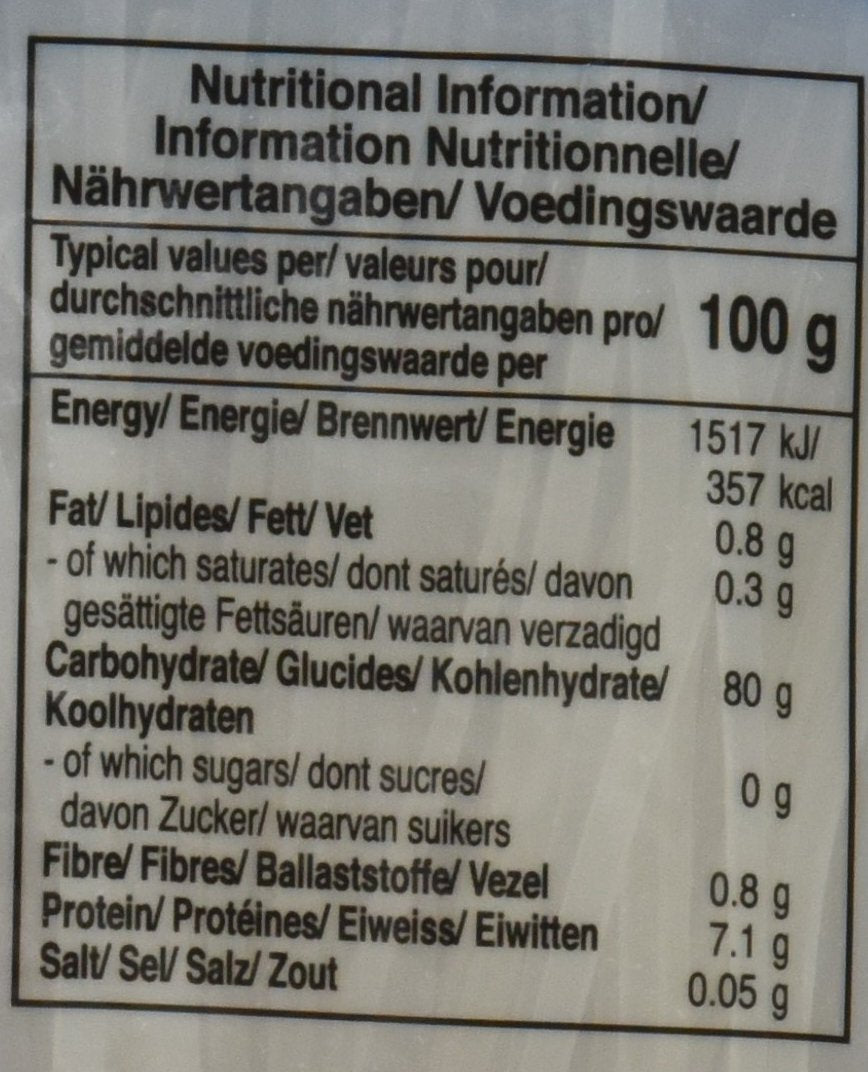 Nutritional Information/
Information Nutritionnelle/
Nährwertangaben/ Voedingswaarde
Typical values per/ valeurs pour/
durchschnittliche nährwertangaben pro/ 100 g
gemiddelde voedingswaarde per
Energy/ Energie/ Brennwert/ Energie 1517 kJ/
357 kcal
Fat/ Lipides/ Fett/ Vet 0.8 g
- of which saturates/ dont saturés/ davon 0.3 g
gesättigte Fettsäuren/ waarvan verzadigd
Carbohydrate/ Glucides/ Kohlenhydrate/ 80 g
Koolhydraten
- of which sugars/ dont sucres/ 0 g
davon Zucker/ waarvan suikers
Fibre/ Fibres/ Ballaststoffe/ Vezel 0.8 g
Protein/ Protéines/ Eiweiss/ Eiwitten 7.1 g
Salt/ Sel/ Salz/ Zout 0.05 g